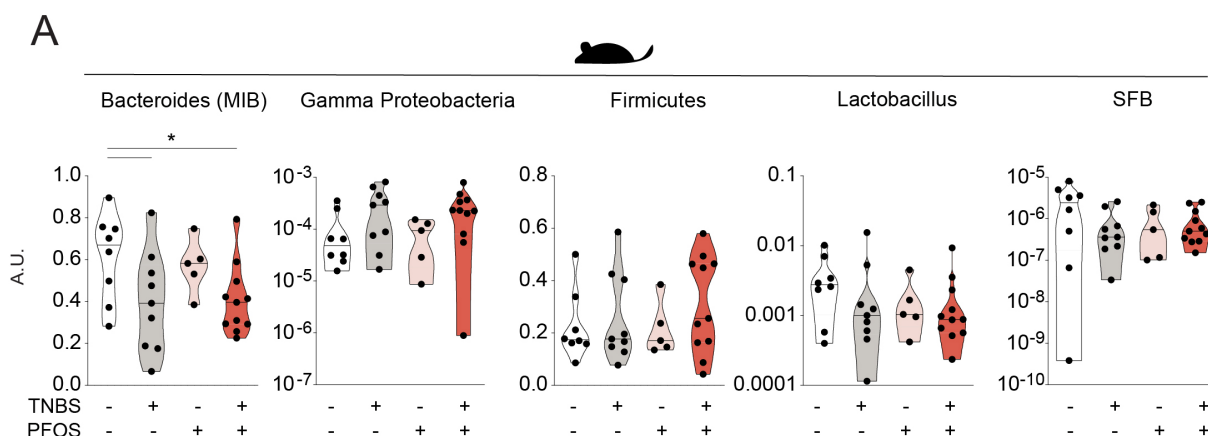 A
Bacteroides (MIB) Gamma Proteobacteria Firmicutes Lactobacillus SFB
*
A.U.
1.0 0.8 0.6 0.4 0.2 0.0
10⁻³ 10⁻⁴ 10⁻⁵ 10⁻⁶ 10⁻⁷
0.8 0.6 0.4 0.2 0.0
0.1 0.01 0.001 0.0001
10⁻⁵ 10⁻⁶ 10⁻⁷ 10⁻⁸ 10⁻⁹ 10⁻¹⁰
TNBS - + - + - + - + - + - + - + - + - + - +
PFOS - - + + - - + + - - + + - - + + - - + +